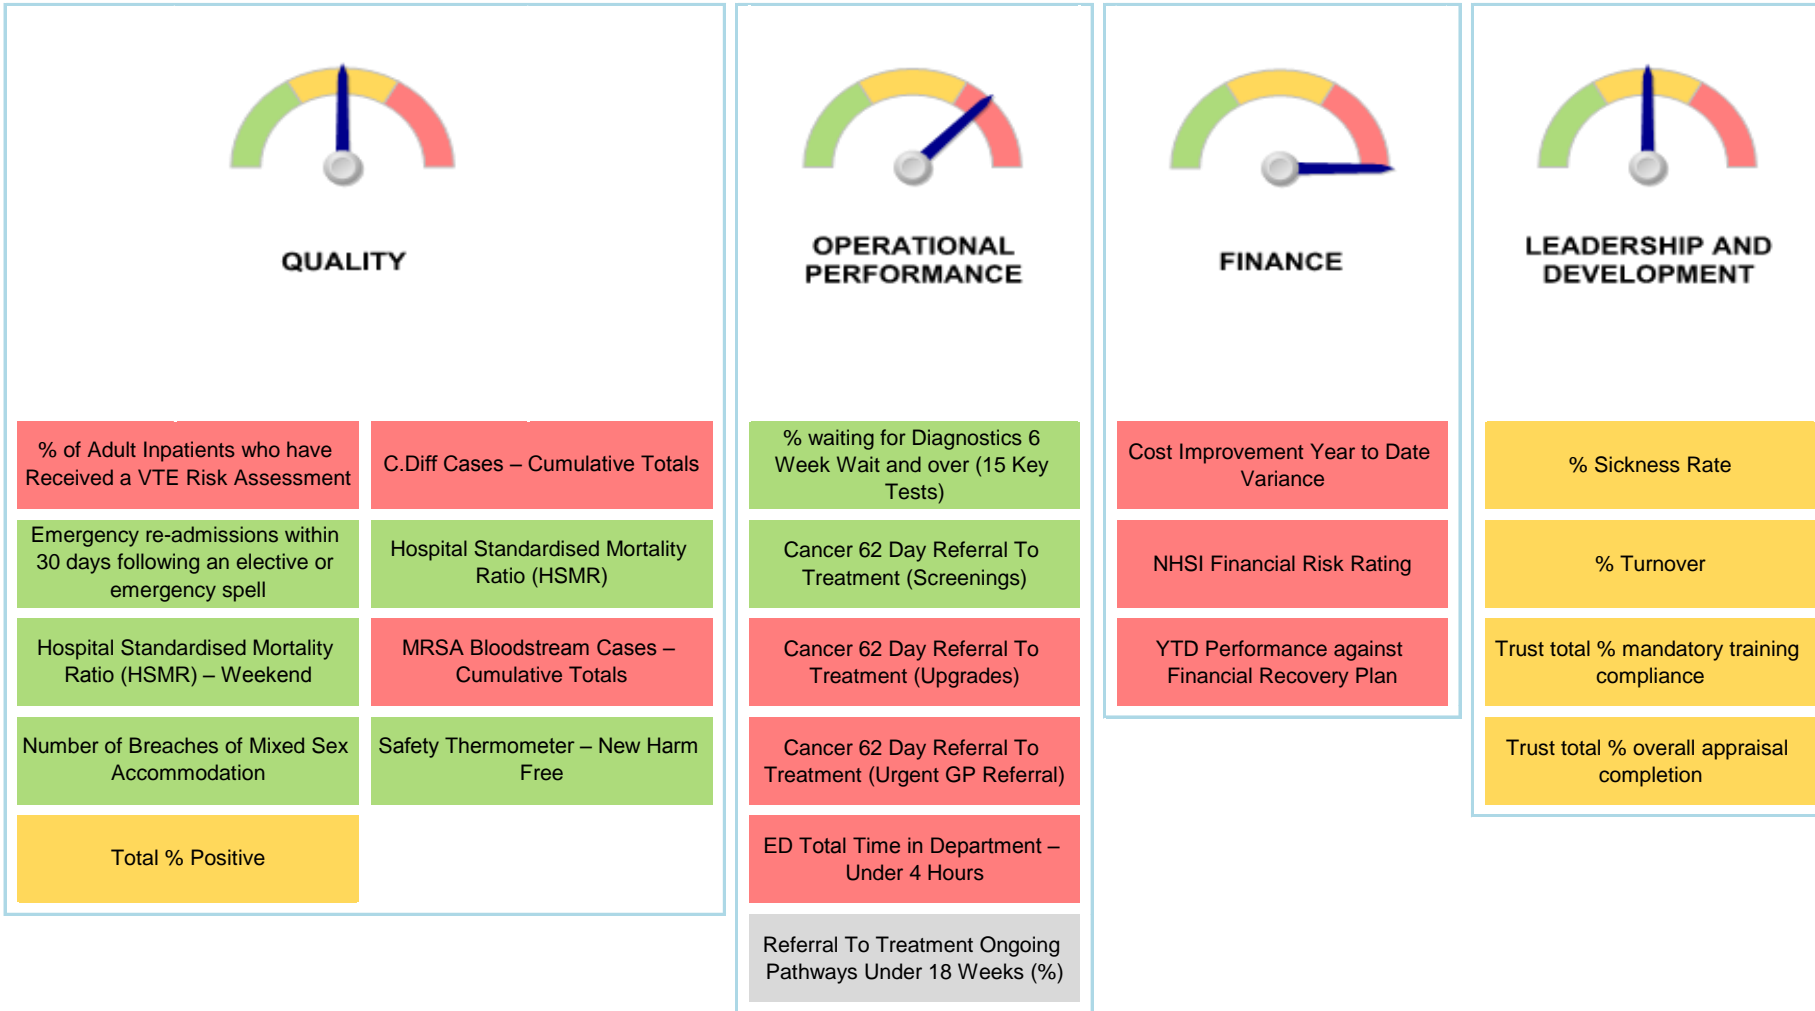 QUALITY
% of Adult Inpatients who have
Received a VTE Risk Assessment
C.Diff Cases – Cumulative Totals
Emergency re-admissions within
30 days following an elective or
emergency spell
Hospital Standardised Mortality
Ratio (HSMR)
Hospital Standardised Mortality
Ratio (HSMR) – Weekend
MRSA Bloodstream Cases –
Cumulative Totals
Number of Breaches of Mixed Sex
Accommodation
Safety Thermometer – New Harm
Free
Total % Positive
OPERATIONAL
PERFORMANCE
% waiting for Diagnostics 6
Week Wait and over (15 Key
Tests)
Cancer 62 Day Referral To
Treatment (Screenings)
Cancer 62 Day Referral To
Treatment (Upgrades)
Cancer 62 Day Referral To
Treatment (Urgent GP Referral)
ED Total Time in Department –
Under 4 Hours
Referral To Treatment Ongoing
Pathways Under 18 Weeks (%)
FINANCE
Cost Improvement Year to Date
Variance
NHSI Financial Risk Rating
YTD Performance against
Financial Recovery Plan
LEADERSHIP AND
DEVELOPMENT
% Sickness Rate
% Turnover
Trust total % mandatory training
compliance
Trust total % overall appraisal
completion